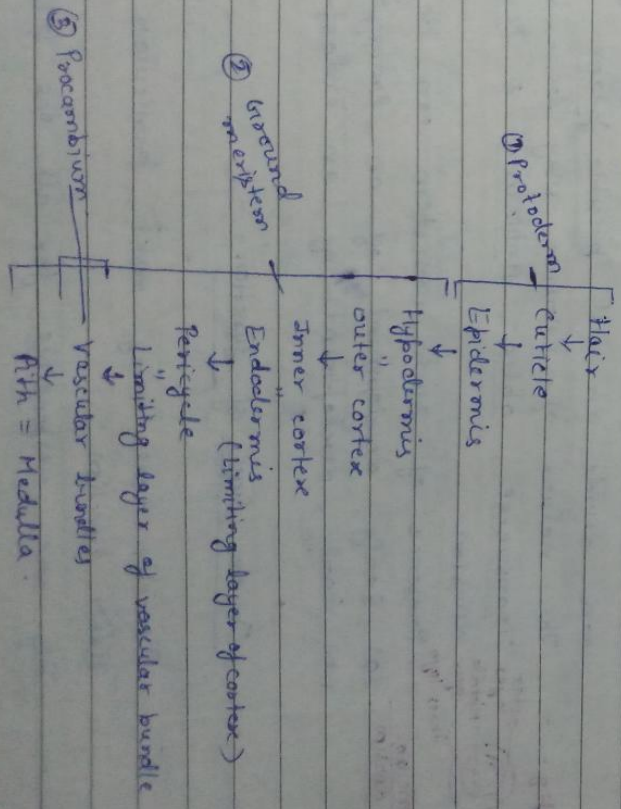 Hair
↓
Cuticle
① Protoderm
↓
Epidermis
↓
Hypodermis
"
outer cortex
↓
Inner cortex
② Ground
meristem
"
Endodermis
(Limiting layer of cortex)
↓
Pericycle
"
Limiting layer of vascular bundle
↓
③ Procambium
Vascular bundles
↓
Pith = Medulla.